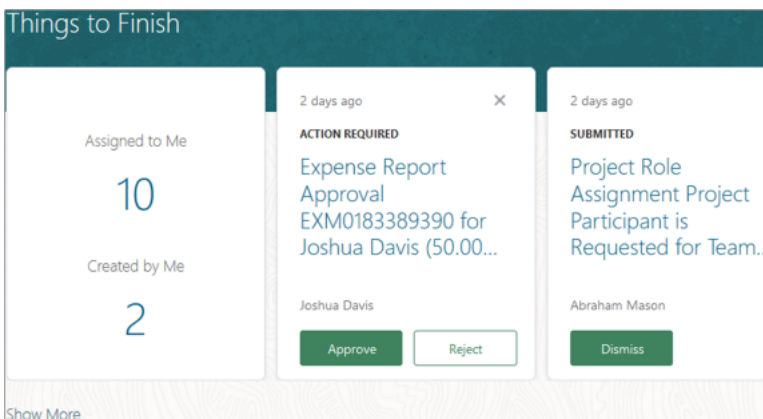 Things to Finish
Assigned to Me
10
Created by Me
2
2 days ago
ACTION REQUIRED
Expense Report
Approval
EXM0183389390 for
Joshua Davis (50.00...
Joshua Davis
Approve
Reject
2 days ago
SUBMITTED
Project Role
Assignment Project
Participant is
Requested for Team...
Abraham Mason
Dismiss
Show More